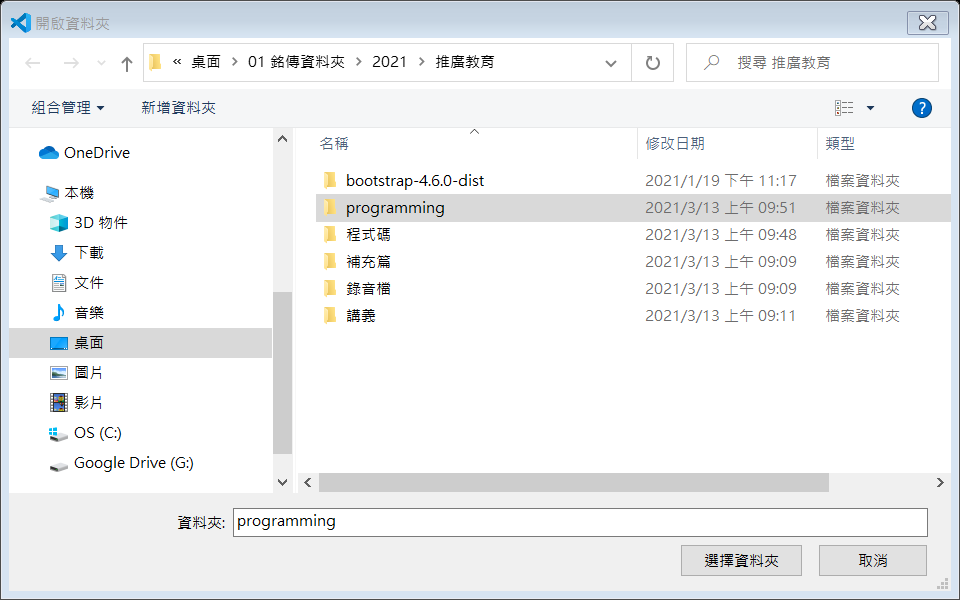 開啟資料夾
« 桌面 > 01 銘傳資料夾 > 2021 > 推廣教育
搜尋 推廣教育
組合管理 新增資料夾
OneDrive
本機
3D 物件
下載
文件
音樂
桌面
圖片
影片
OS (C:)
Google Drive (G:)
名稱 修改日期 類型
bootstrap-4.6.0-dist 2021/1/19 下午 11:17 檔案資料夾
programming 2021/3/13 上午 09:51 檔案資料夾
程式碼 2021/3/13 上午 09:48 檔案資料夾
補充篇 2021/3/13 上午 09:09 檔案資料夾
錄音檔 2021/3/13 上午 09:09 檔案資料夾
講義 2021/3/13 上午 09:11 檔案資料夾
資料夾: programming
選擇資料夾 取消